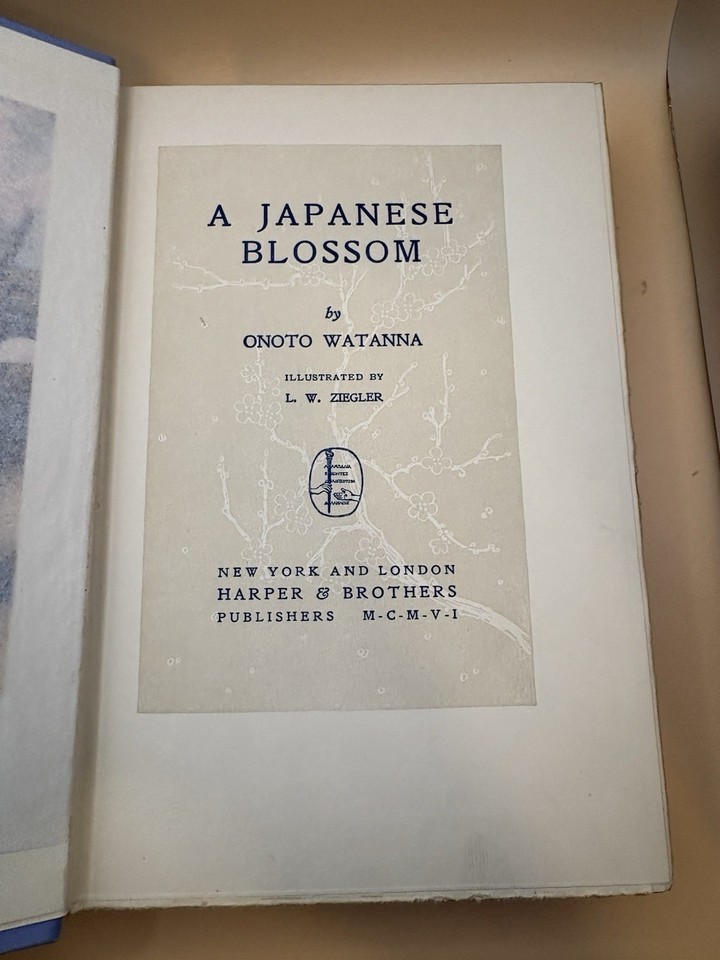 A JAPANESE
BLOSSOM
by
ONOTO WATANNA
ILLUSTRATED BY
L. W. ZIEGLER
NEW YORK AND LONDON
HARPER & BROTHERS
PUBLISHERS M-C-M-V-I